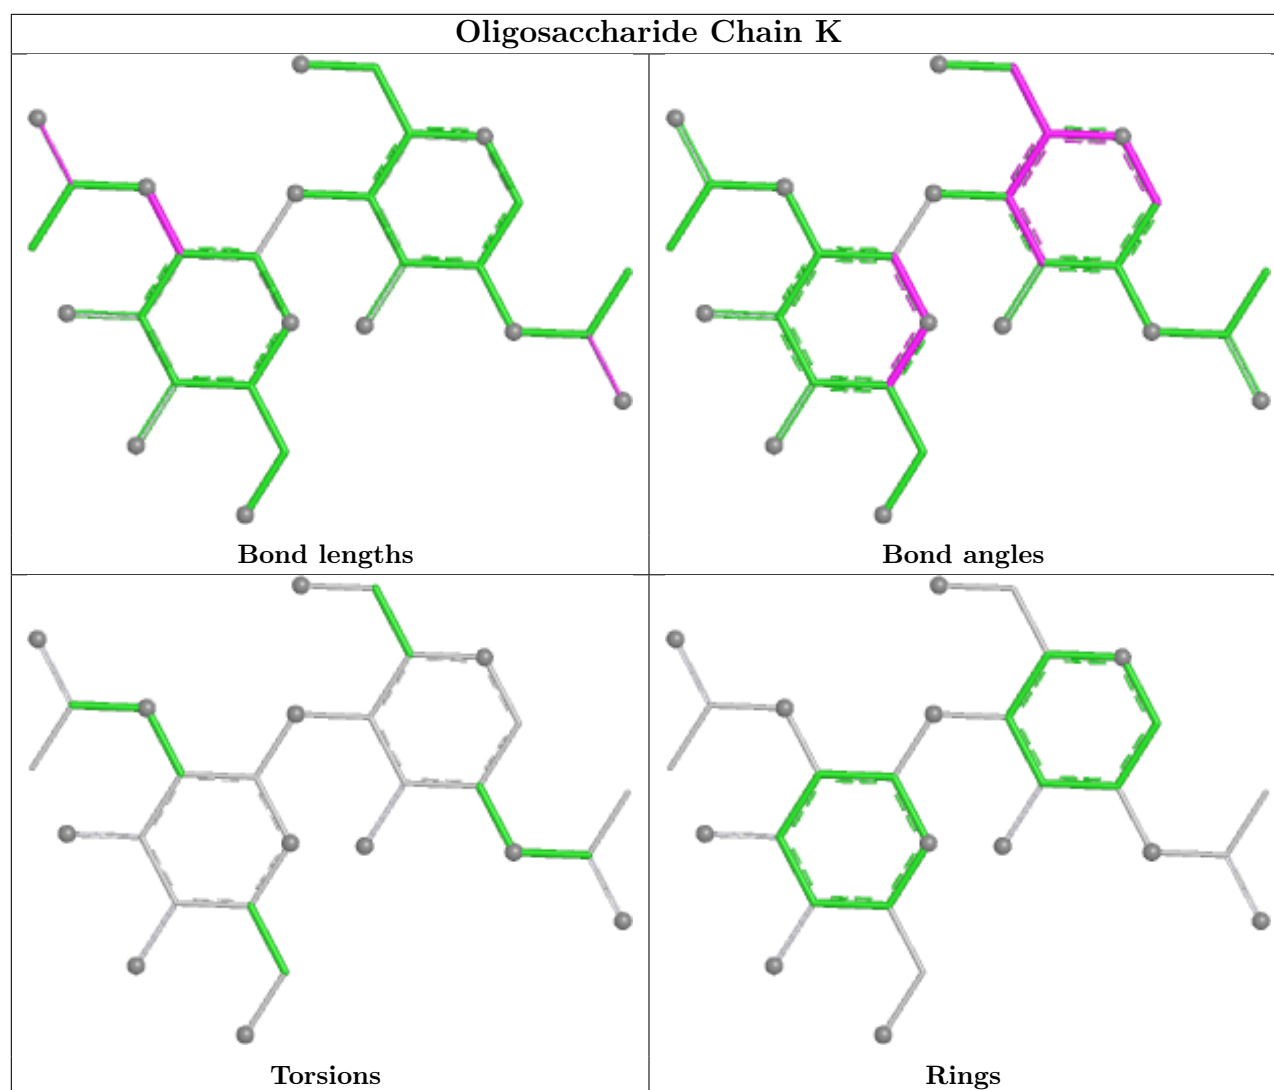 Oligosaccharide Chain K
Bond lengths
Bond angles
Torsions
Rings